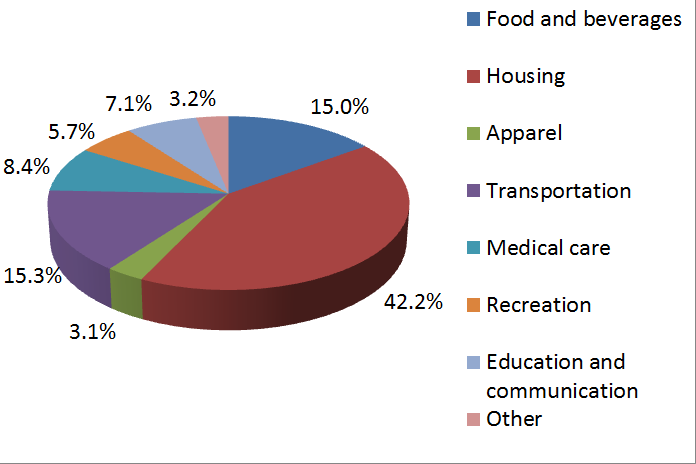 Food and beverages
Housing
Apparel
Transportation
Medical care
Recreation
Education and
communication
Other
15.0%
42.2%
3.1%
15.3%
8.4%
5.7%
7.1%
3.2%